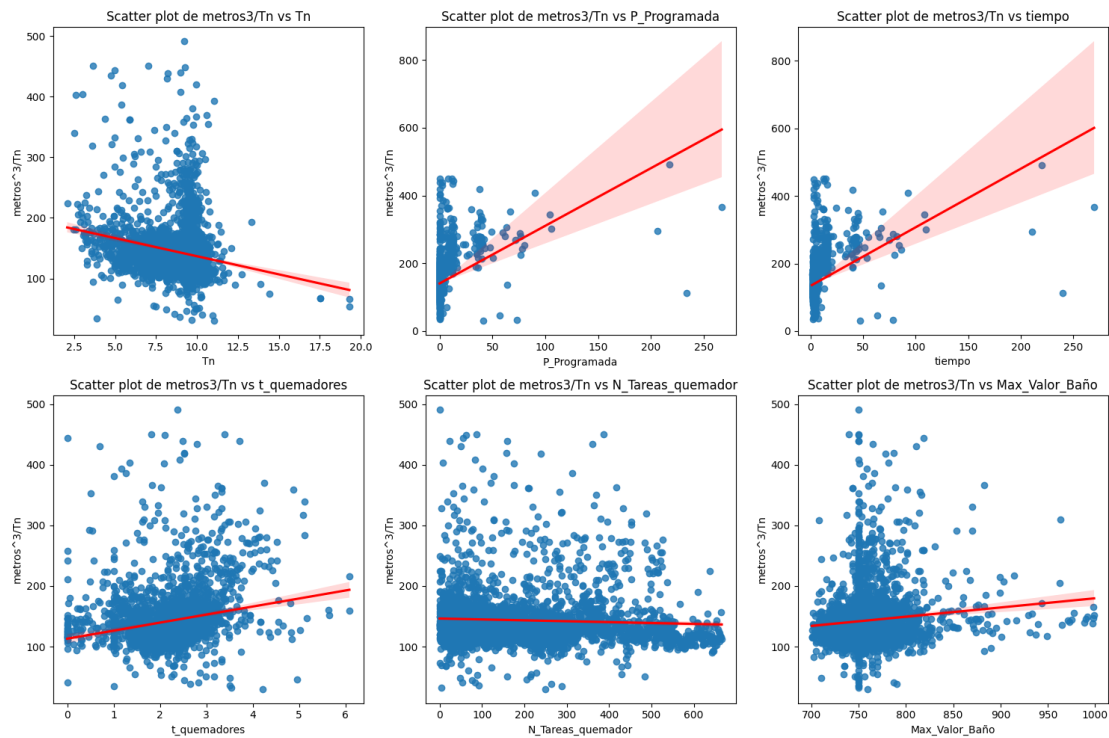 Scatter plot de metros3/Tn vs Tn
metros^3/Tn
500
400
300
200
100
2.5 5.0 7.5 10.0 12.5 15.0 17.5 20.0
Tn
Scatter plot de metros3/Tn vs P_Programada
metros^3/Tn
800
600
400
200
0
0 50 100 150 200 250
P_Programada
Scatter plot de metros3/Tn vs tiempo
metros^3/Tn
800
600
400
200
0
0 50 100 150 200 250
tiempo
Scatter plot de metros3/Tn vs t_quemadores
metros^3/Tn
500
400
300
200
100
0 1 2 3 4 5 6
t_quemadores
Scatter plot de metros3/Tn vs N_Tareas_quemador
metros^3/Tn
500
400
300
200
100
0 100 200 300 400 500 600
N_Tareas_quemador
Scatter plot de metros3/Tn vs Max_Valor_Baño
metros^3/Tn
500
400
300
200
100
700 750 800 850 900 950 1000
Max_Valor_Baño